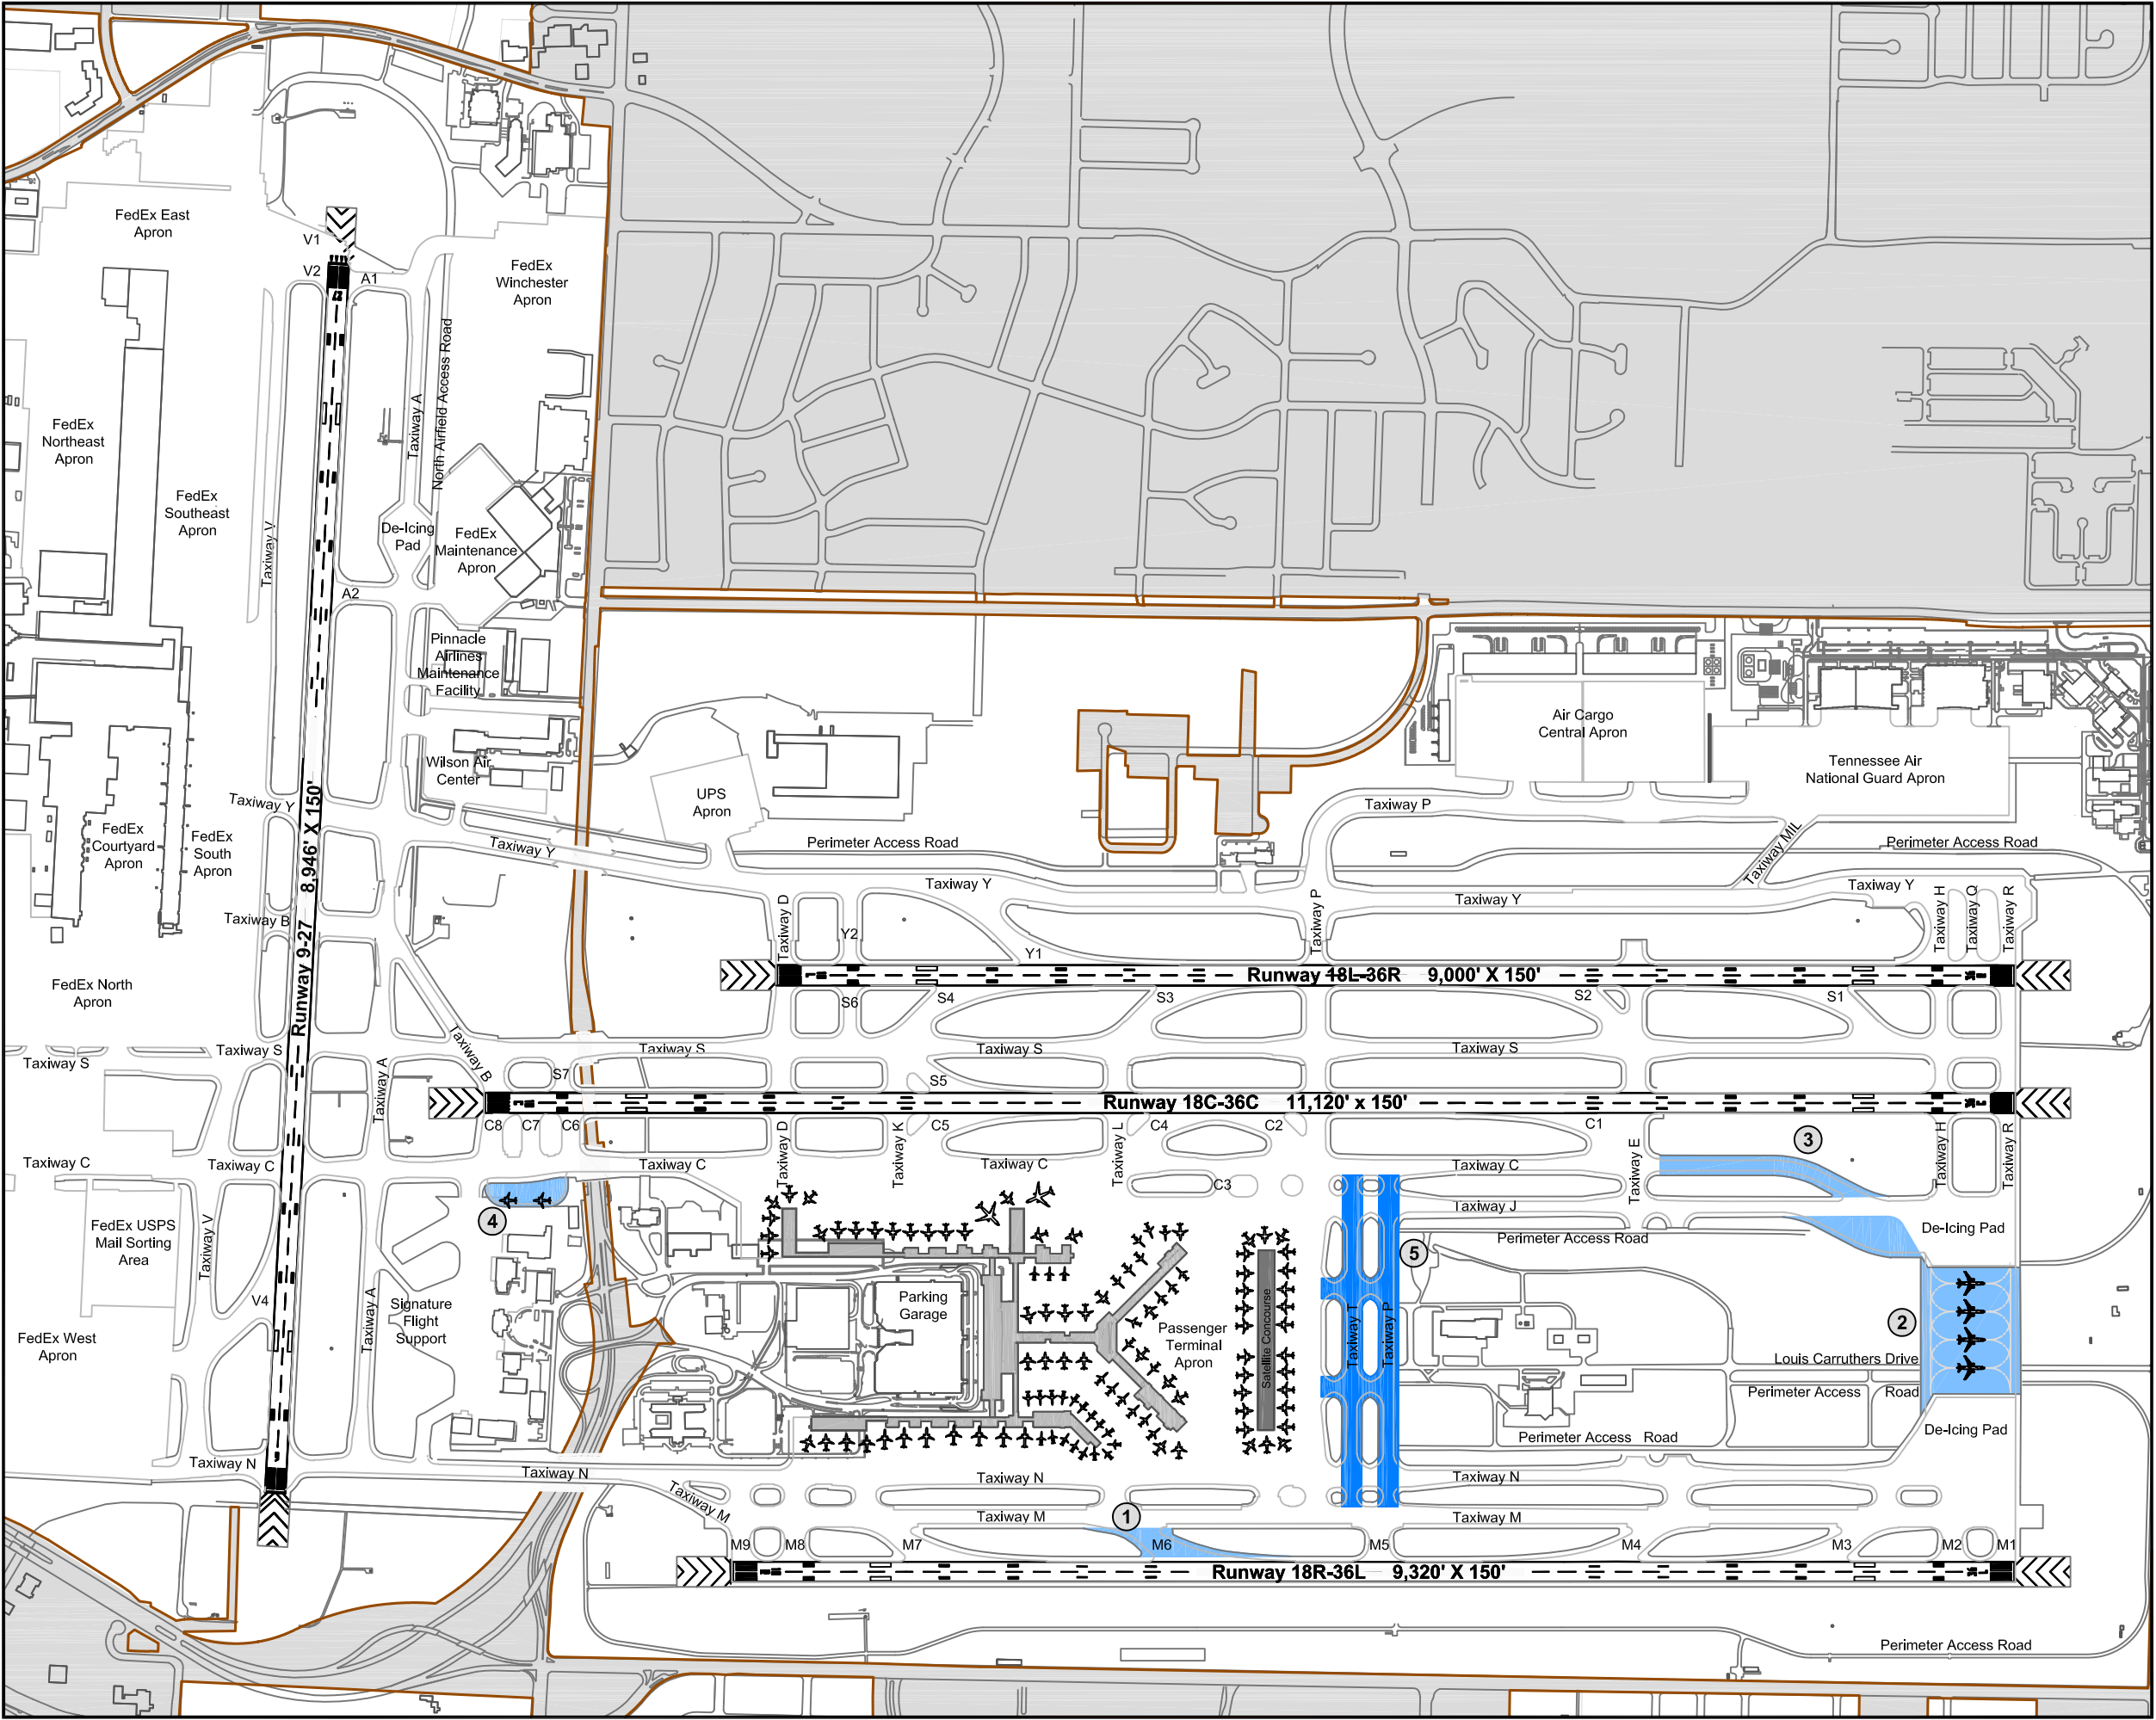 FedEx East
Apron
V1
V2
A1
FedEx
Winchester
Apron
North Airfield Access Road
Taxiway A
FedEx
Northeast
Apron
FedEx
Southeast
Apron
Taxiway V
De-Icing
Pad
FedEx
Maintenance
Apron
A2
Pinnacle
Airlines
Maintenance
Facility
Wilson Air
Center
UPS
Apron
Air Cargo
Central Apron
Tennessee Air
National Guard Apron
Taxiway P
Taxiway Y
FedEx
Courtyard
Apron
FedEx
South
Apron
Taxiway Y
Perimeter Access Road
Taxiway MIL
Perimeter Access Road
Taxiway Y
Taxiway Y
Taxiway Y
Taxiway B
Taxiway D
Y2
Y1
Taxiway P
Taxiway H
Taxiway Q
Taxiway R
Runway 9-27 8,946' X 150'
FedEx North
Apron
Runway 18L-36R 9,000' X 150'
S6
S4
S3
S2
S1
Taxiway S
Taxiway S
Taxiway A
Taxiway B
Taxiway S
Taxiway S
Taxiway S
S7
S5
Runway 18C-36C 11,120' x 150'
C8
C7
C6
Taxiway D
Taxiway K
C5
Taxiway L
C4
C2
C1
Taxiway E
3
Taxiway H
Taxiway R
Taxiway C
Taxiway C
Taxiway C
Taxiway C
Taxiway C
C3
Taxiway J
4
FedEx USPS
Mail Sorting
Area
Taxiway V
De-Icing Pad
Perimeter Access Road
5
V4
Taxiway A
Signature
Flight
Support
Parking
Garage
Passenger
Terminal
Apron
Satellite Concourse
Taxiway T
Taxiway P
2
FedEx West
Apron
Louis Carruthers Drive
Perimeter Access Road
De-Icing Pad
Perimeter Access Road
Taxiway N
Taxiway N
Taxiway N
Taxiway N
Taxiway M
Taxiway M
1
Taxiway M
M9
M8
M7
M6
M5
M4
M3
M2
M1
Runway 18R-36L 9,320' X 150'
Perimeter Access Road